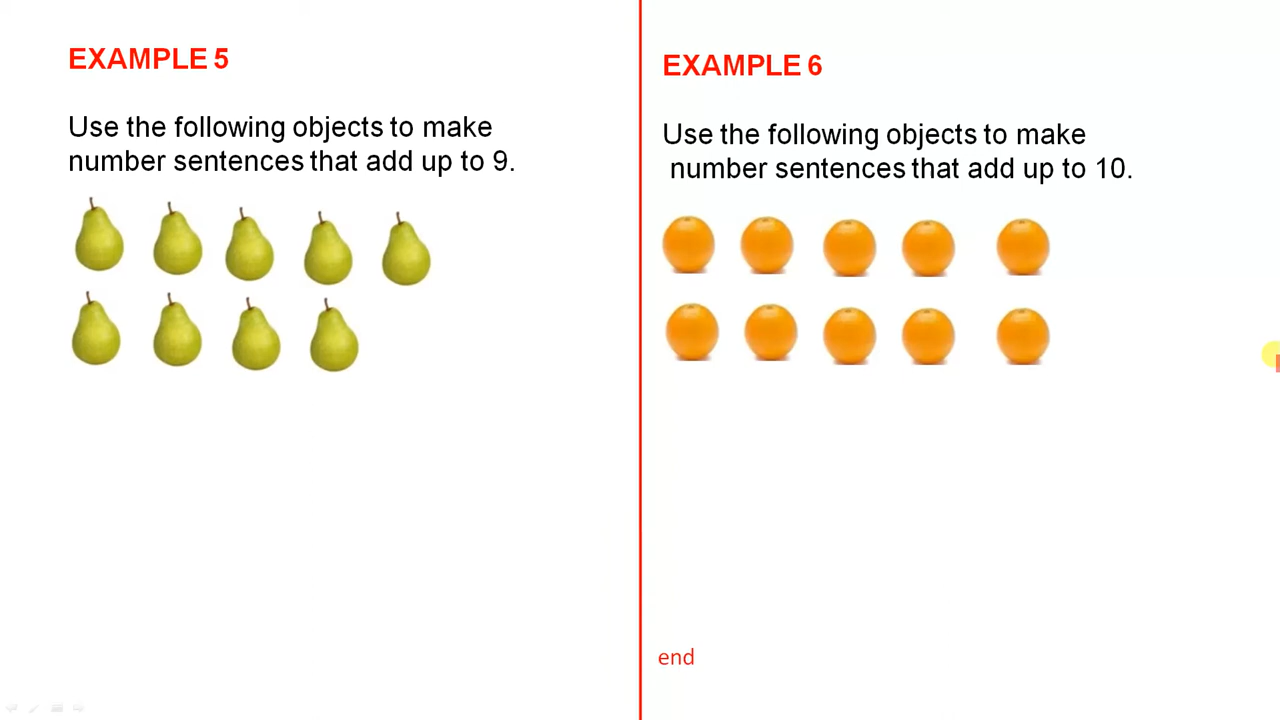 EXAMPLE 5
Use the following objects to make
number sentences that add up to 9.
EXAMPLE 6
Use the following objects to make
number sentences that add up to 10.
end